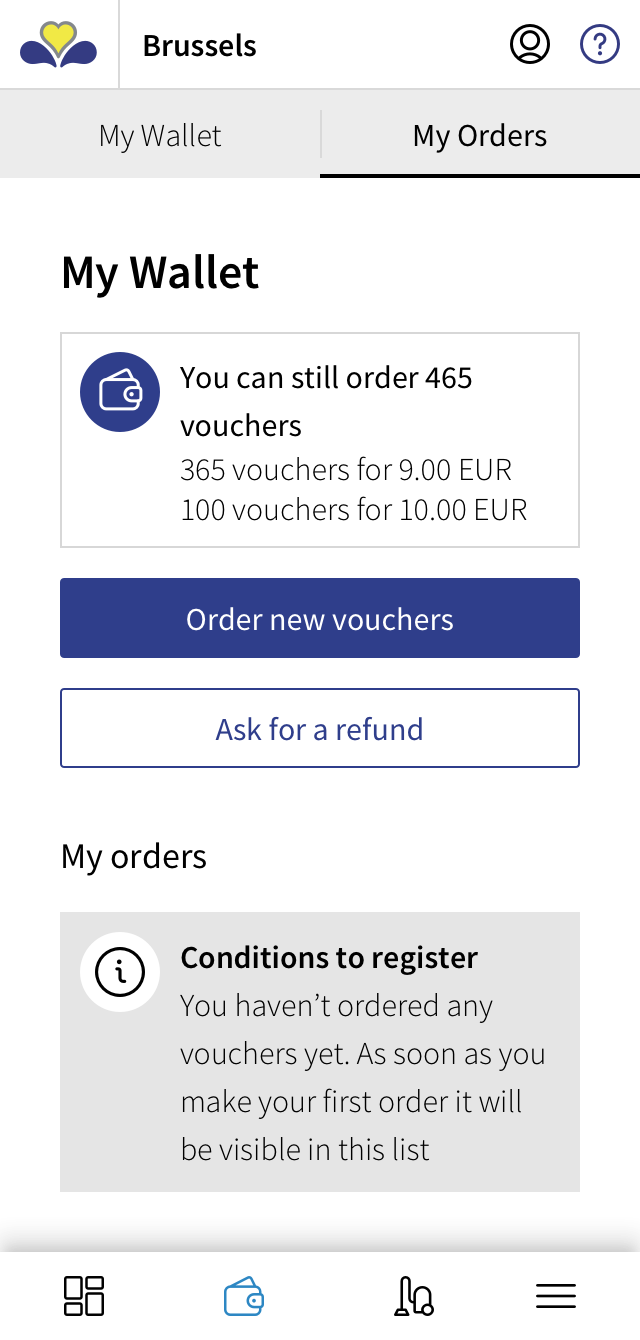 Brussels
My Wallet
My Orders
My Wallet
You can still order 465
vouchers
365 vouchers for 9.00 EUR
100 vouchers for 10.00 EUR
Order new vouchers
Ask for a refund
My orders
Conditions to register
You haven’t ordered any
vouchers yet. As soon as you
make your first order it will
be visible in this list